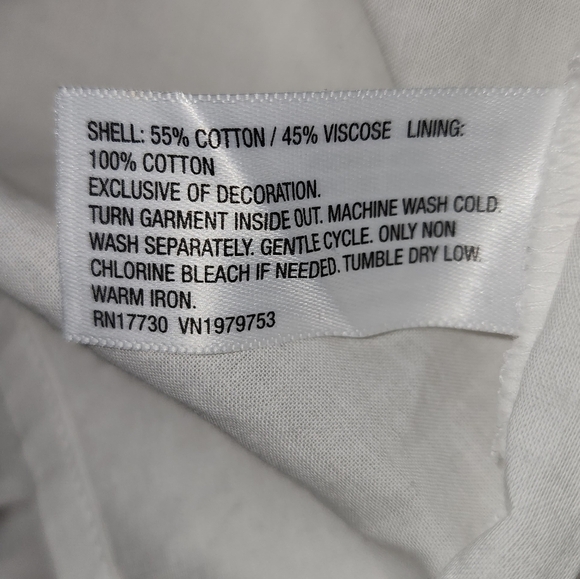 SHELL: 55% COTTON / 45% VISCOSE LINING:
100% COTTON
EXCLUSIVE OF DECORATION.
TURN GARMENT INSIDE OUT. MACHINE WASH COLD.
WASH SEPARATELY. GENTLE CYCLE. ONLY NON
CHLORINE BLEACH IF NEEDED. TUMBLE DRY LOW.
WARM IRON.
RN17730 VN1979753